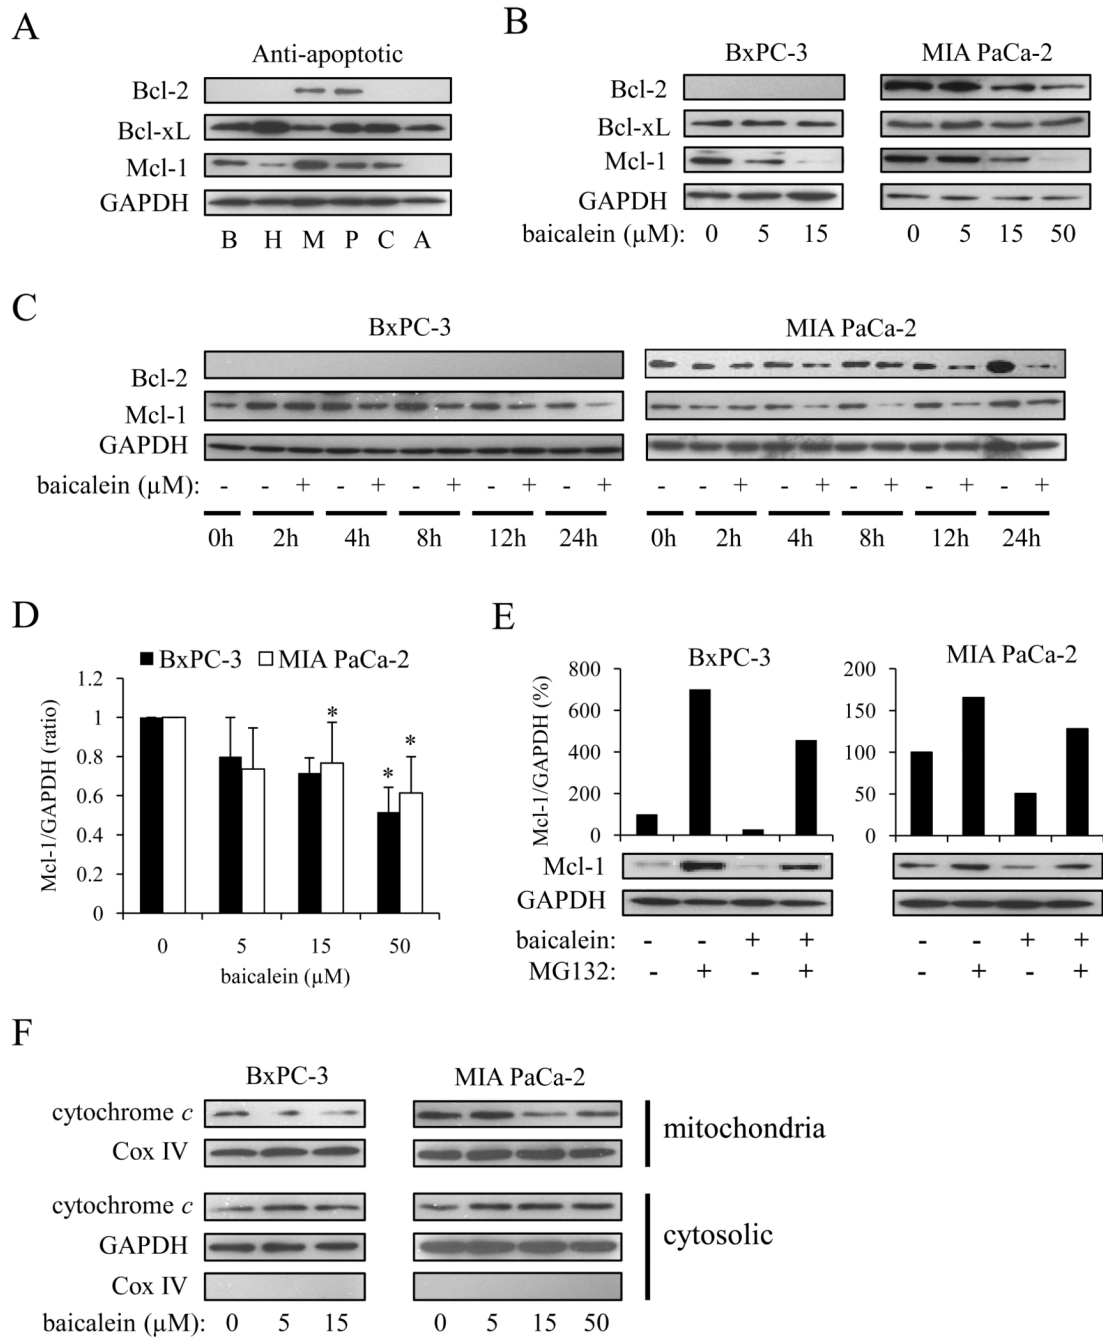 A
Anti-apoptotic
Bcl-2
Bcl-xL
Mcl-1
GAPDH
B H M P C A
B
BxPC-3 MIA PaCa-2
Bcl-2
Bcl-xL
Mcl-1
GAPDH
baicalein (µM): 0 5 15 0 5 15 50
C
BxPC-3 MIA PaCa-2
Bcl-2
Mcl-1
GAPDH
baicalein (µM): - - + - + - + - + - + - - + - + - + - + - +
0h 2h 4h 8h 12h 24h 0h 2h 4h 8h 12h 24h
D
BxPC-3 MIA PaCa-2
Mcl-1/GAPDH (ratio)
1.2
1
0.8
0.6
0.4
0.2
0
* * *
0 5 15 50
baicalein (µM)
E
BxPC-3 MIA PaCa-2
Mcl-1/GAPDH (%)
800
600
400
200
0
200
150
100
50
0
Mcl-1
GAPDH
baicalein: - - + + - - + +
MG132: - + - + - + - +
F
BxPC-3 MIA PaCa-2
cytochrome c
Cox IV
mitochondria
cytochrome c
GAPDH
Cox IV
cytosolic
baicalein (µM): 0 5 15 0 5 15 50